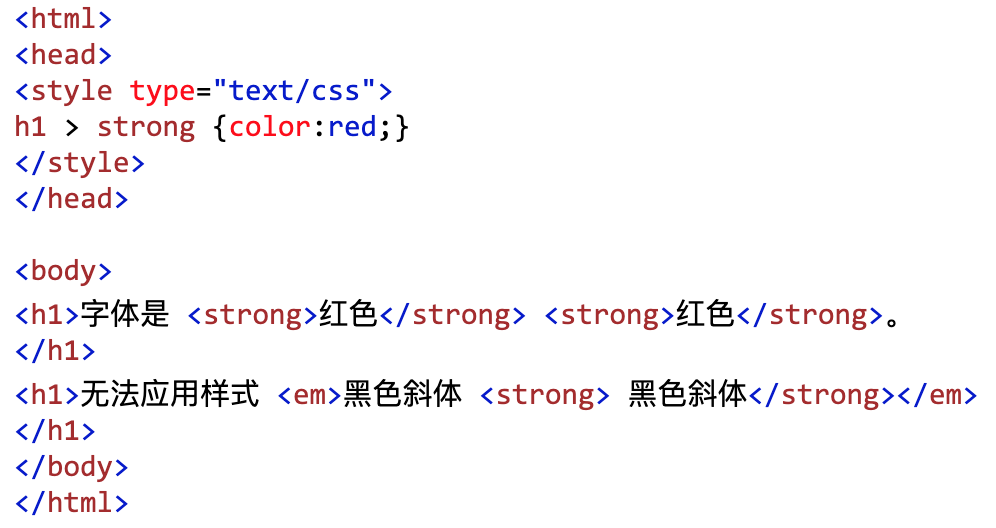 <html>
<head>
<style type="text/css">
h1 > strong {color:red;}
</style>
</head>
<body>
<h1>字体是 <strong>红色</strong> <strong>红色</strong>。
</h1>
<h1>无法应用样式 <em>黑色斜体 <strong> 黑色斜体</strong></em>
</h1>
</body>
</html>